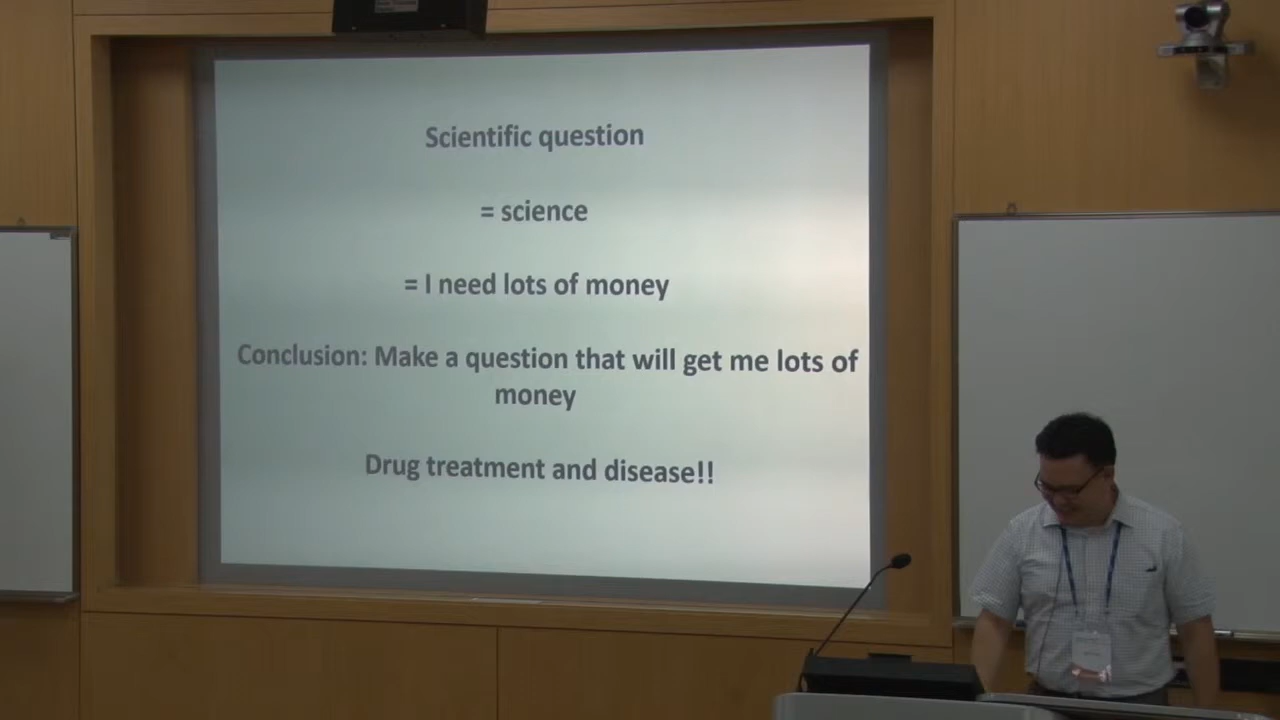 Scientific question
= science
= I need lots of money
Conclusion: Make a question that will get me lots of
money
Drug treatment and disease!!